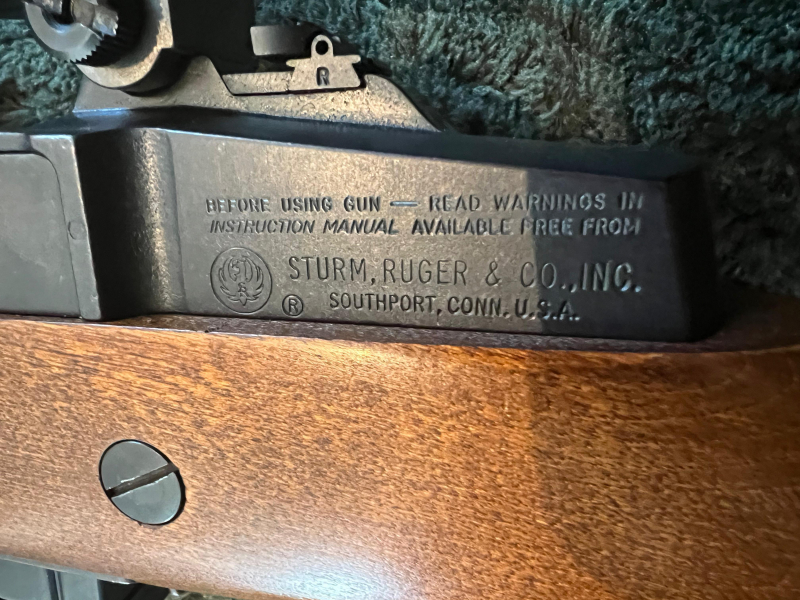 R
BEFORE USING GUN — READ WARNINGS IN
INSTRUCTION MANUAL AVAILABLE FREE FROM
STURM, RUGER & CO., INC.
® SOUTHPORT, CONN. U.S.A.